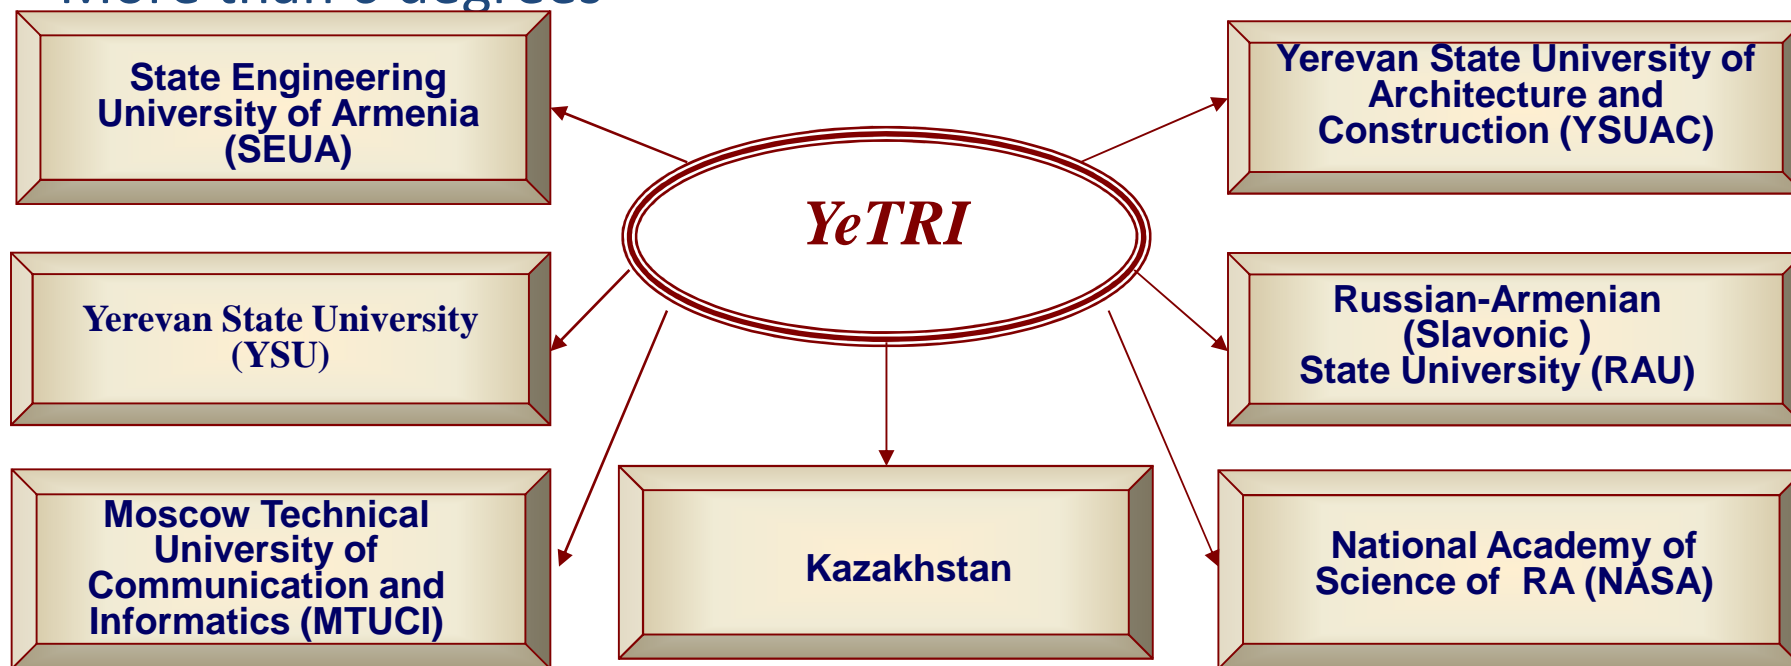 State Engineering
University of Armenia
(SEUA)
Yerevan State University of
Architecture and
Construction (YSUAC)
YeTRI
Yerevan State University
(YSU)
Russian-Armenian
(Slavonic )
State University (RAU)
Moscow Technical
University of
Communication and
Informatics (MTUCI)
Kazakhstan
National Academy of
Science of RA (NASA)